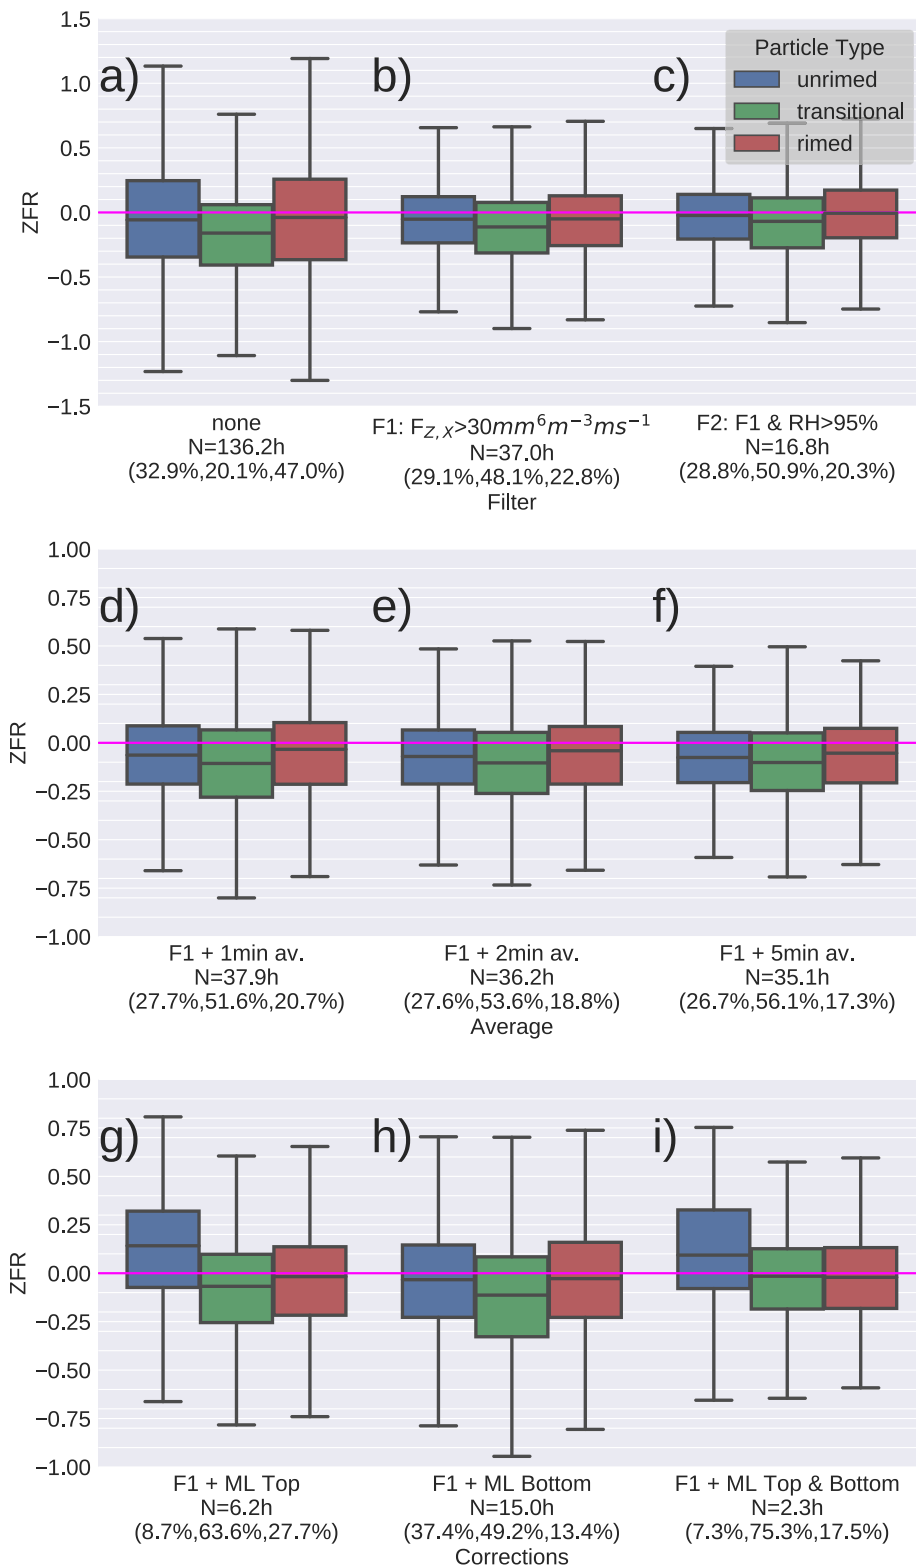 1.5
1.0
0.5
0.0
−0.5
−1.0
−1.5
ZFR
a)
b)
c)
Particle Type
unrimed
transitional
rimed
none
N=136.2h
(32.9%,20.1%,47.0%)
F1: F_{Z,X}>30mm⁶m⁻³ms⁻¹
N=37.0h
(29.1%,48.1%,22.8%)
F2: F1 & RH>95%
N=16.8h
(28.8%,50.9%,20.3%)
Filter
1.00
0.75
0.50
0.25
0.00
−0.25
−0.50
−0.75
−1.00
ZFR
d)
e)
f)
F1 + 1min av.
N=37.9h
(27.7%,51.6%,20.7%)
F1 + 2min av.
N=36.2h
(27.6%,53.6%,18.8%)
F1 + 5min av.
N=35.1h
(26.7%,56.1%,17.3%)
Average
1.00
0.75
0.50
0.25
0.00
−0.25
−0.50
−0.75
−1.00
ZFR
g)
h)
i)
F1 + ML Top
N=6.2h
(8.7%,63.6%,27.7%)
F1 + ML Bottom
N=15.0h
(37.4%,49.2%,13.4%)
F1 + ML Top & Bottom
N=2.3h
(7.3%,75.3%,17.5%)
Corrections